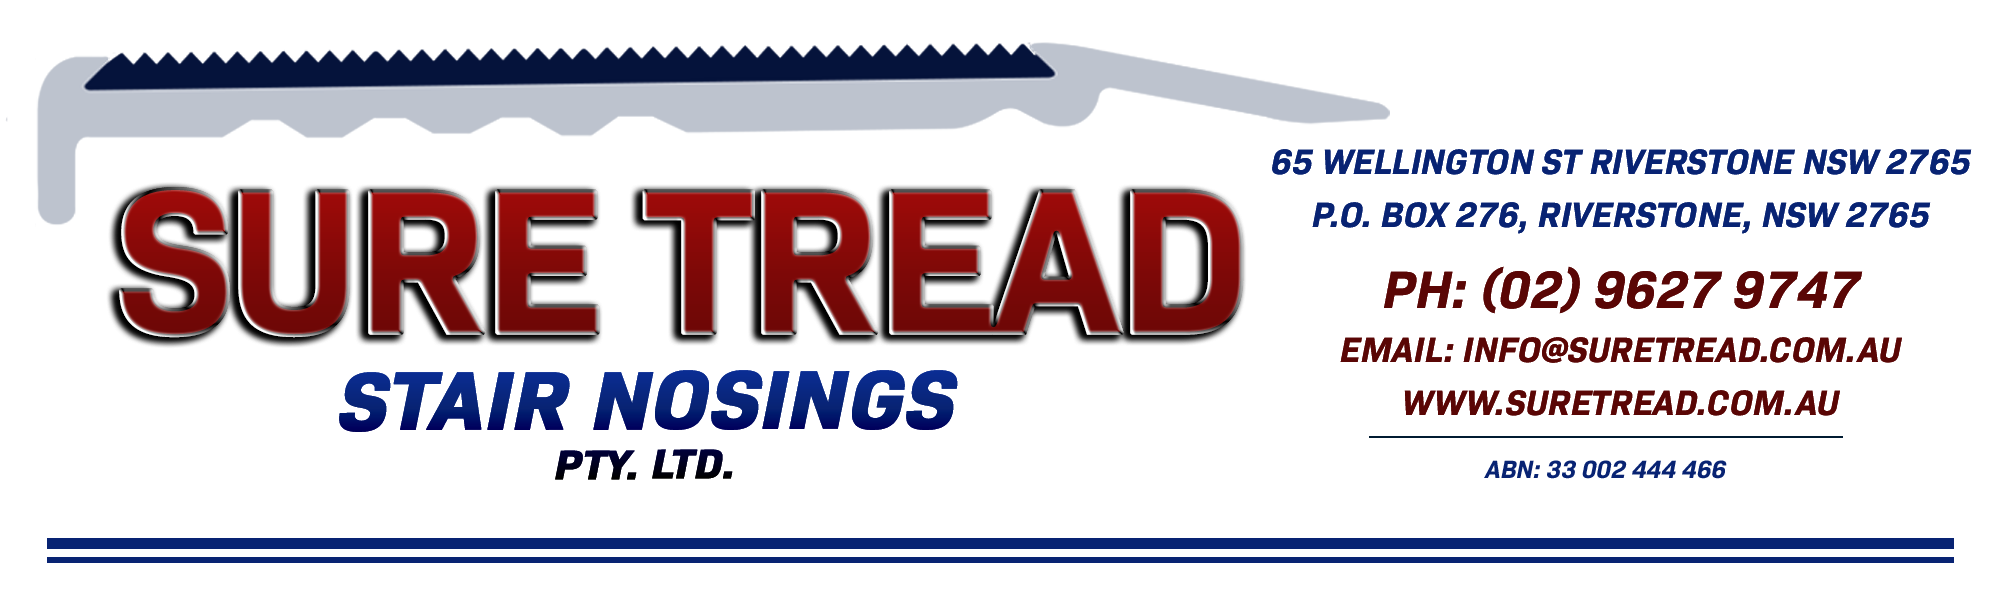 SURE TREAD
STAIR NOSINGS
PTY. LTD.
65 WELLINGTON ST RIVERSTONE NSW 2765
P.O. BOX 276, RIVERSTONE, NSW 2765
PH: (02) 9627 9747
EMAIL: INFO@SURETREAD.COM.AU
WWW.SURETREAD.COM.AU
ABN: 33 002 444 466